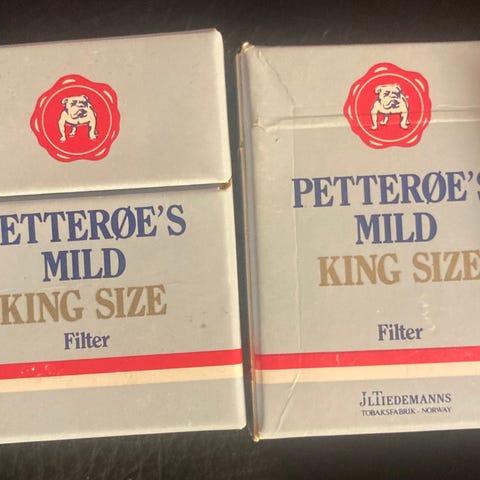 ETTERØE'S
MILD
KING SIZE
Filter
PETTERØE'S
MILD
KING SIZE
Filter
J.L.TIEDEMANNS
TOBAKSFABRIK - NORWAY